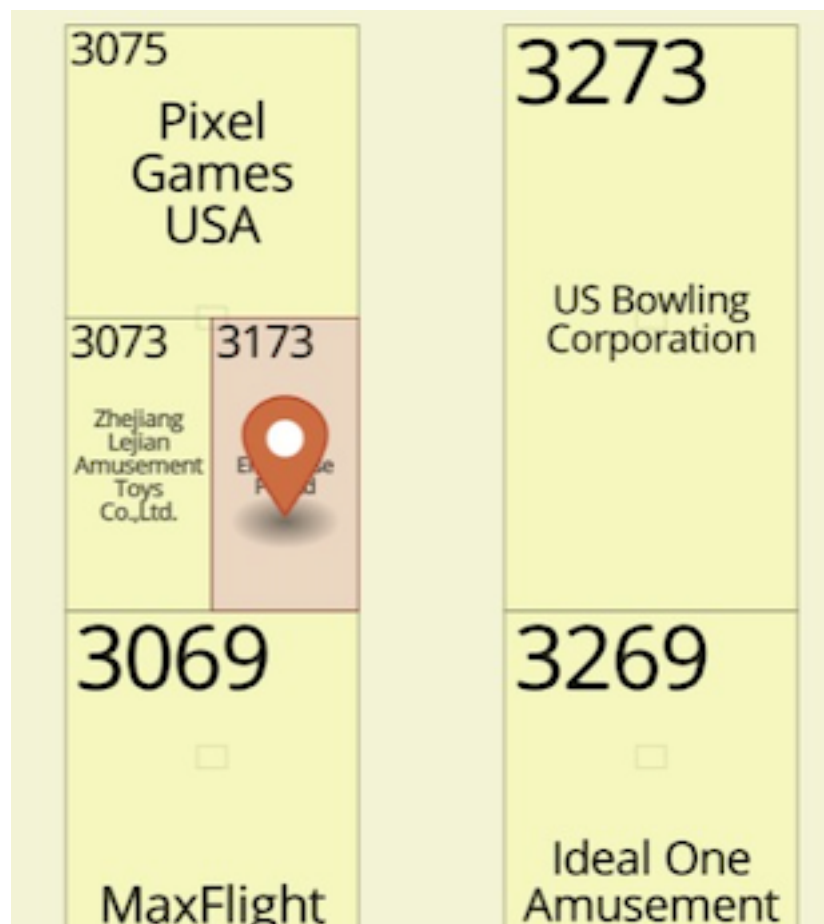 3075
Pixel
Games
USA
3273
US Bowling
Corporation
3073
Zhejiang
Lejian
Amusement
Toys
Co.,Ltd.
3173
3069
MaxFlight
3269
Ideal One
Amusement